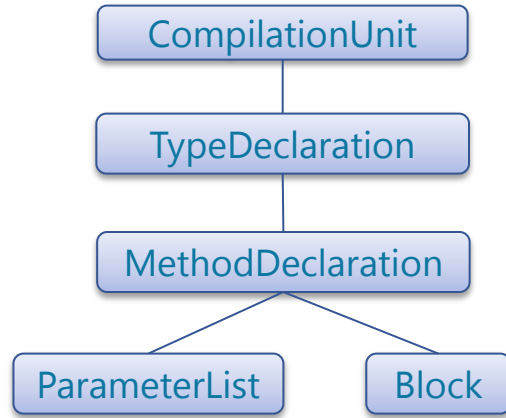 CompilationUnit
TypeDeclaration
MethodDeclaration
ParameterList
Block